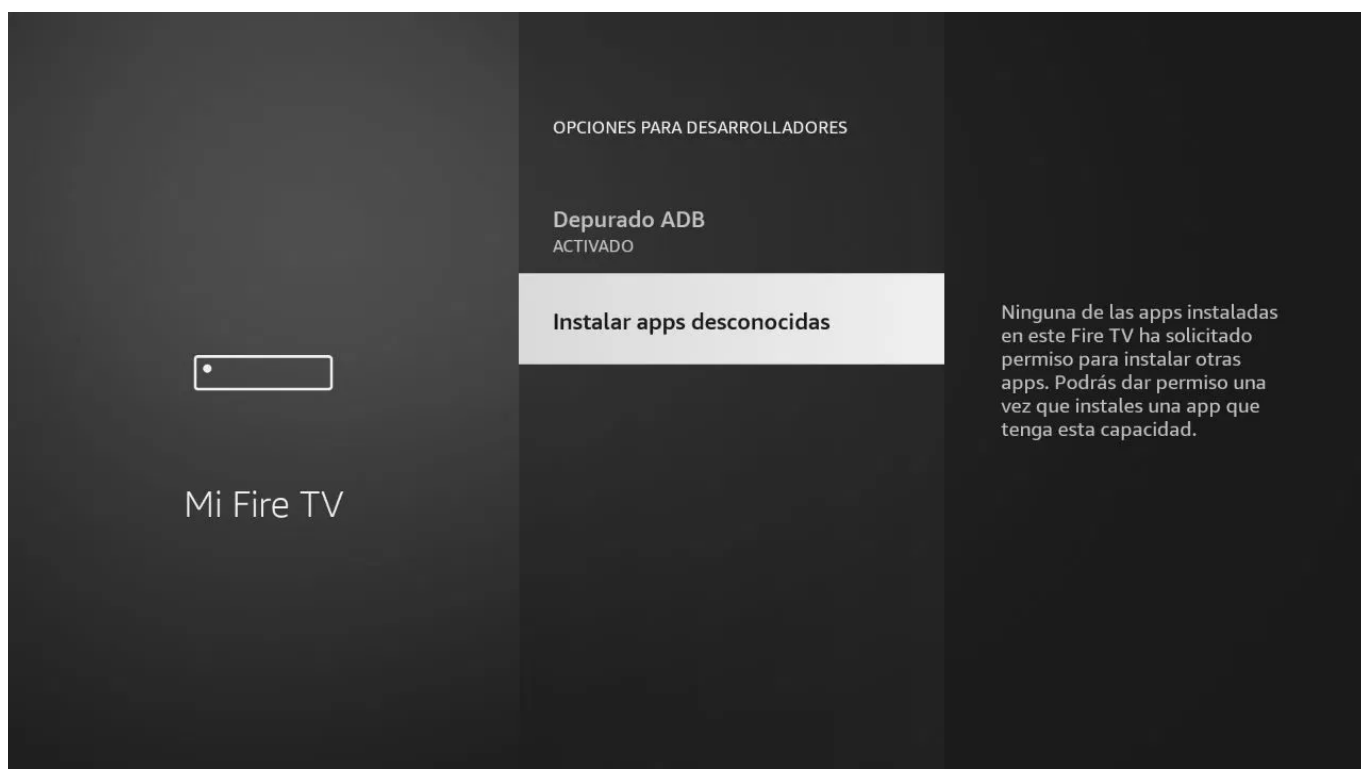 OPCIONES PARA DESARROLLADORES
Depurado ADB
ACTIVADO
Instalar apps desconocidas
Ninguna de las apps instaladas
en este Fire TV ha solicitado
permiso para instalar otras
apps. Podrás dar permiso una
vez que instales una app que
tenga esta capacidad.
Mi Fire TV